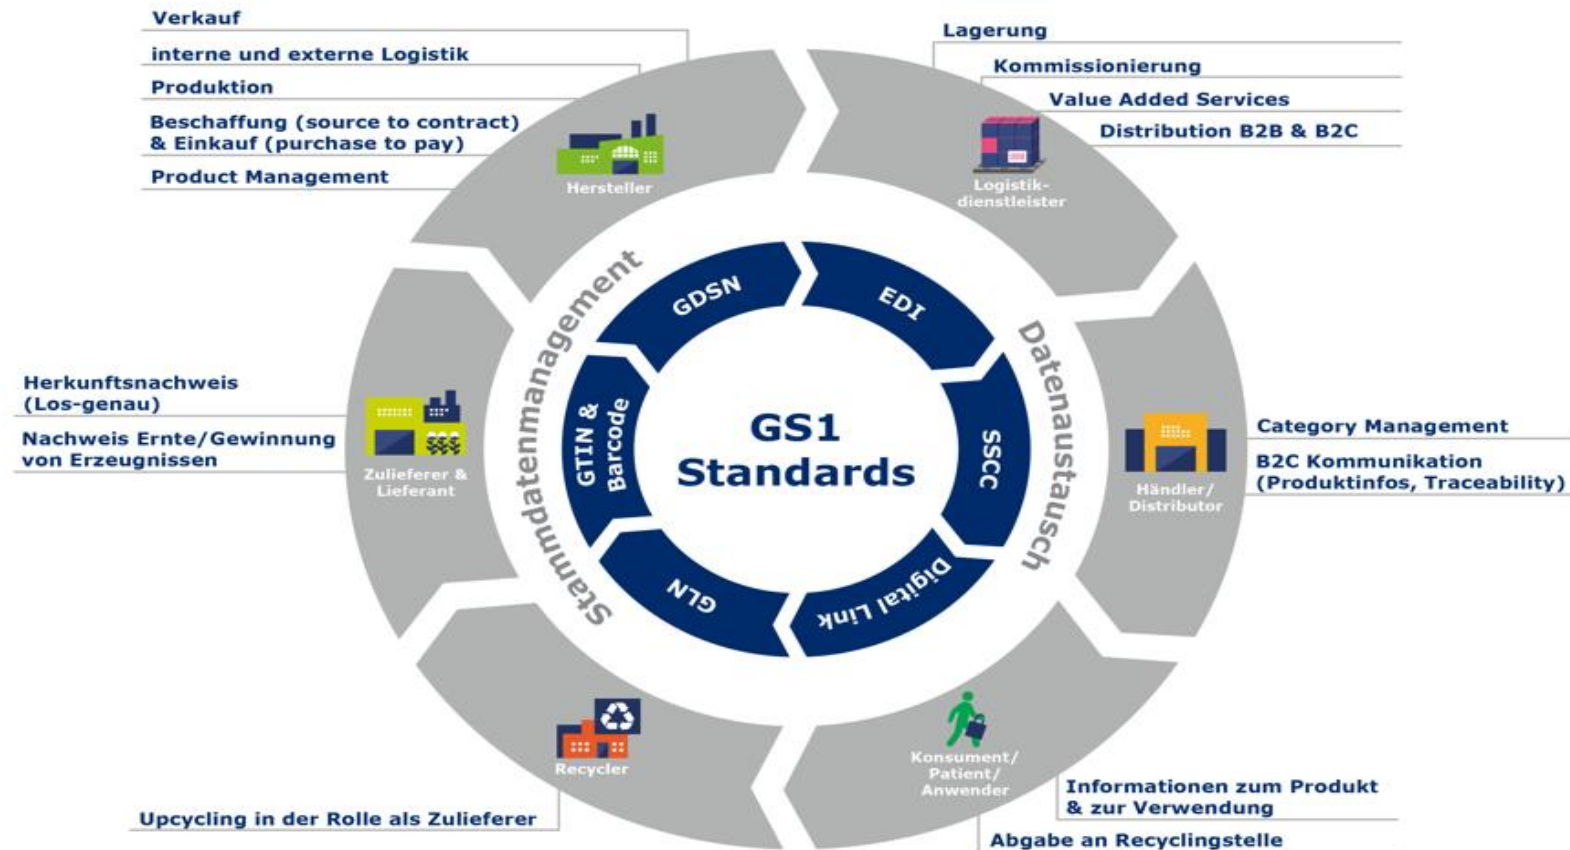 Verkauf
interne und externe Logistik
Produktion
Beschaffung (source to contract)
& Einkauf (purchase to pay)
Product Management
Hersteller
Lagerung
Kommissionierung
Value Added Services
Distribution B2B & B2C
Logistik-
dienstleister
Herkunftsnachweis
(Los-genau)
Nachweis Ernte/Gewinnung
von Erzeugnissen
Zulieferer &
Lieferant
Stammdatenmanagement
GDSN
EDI
GTIN &
Barcode
GS1
Standards
SSCC
GLN
Digital Link
Datenaustausch
Category Management
B2C Kommunikation
(Produktinfos, Traceability)
Händler/
Distributor
Recycler
Upcycling in der Rolle als Zulieferer
Konsument/
Patient/
Anwender
Informationen zum Produkt
& zur Verwendung
Abgabe an Recyclingstelle